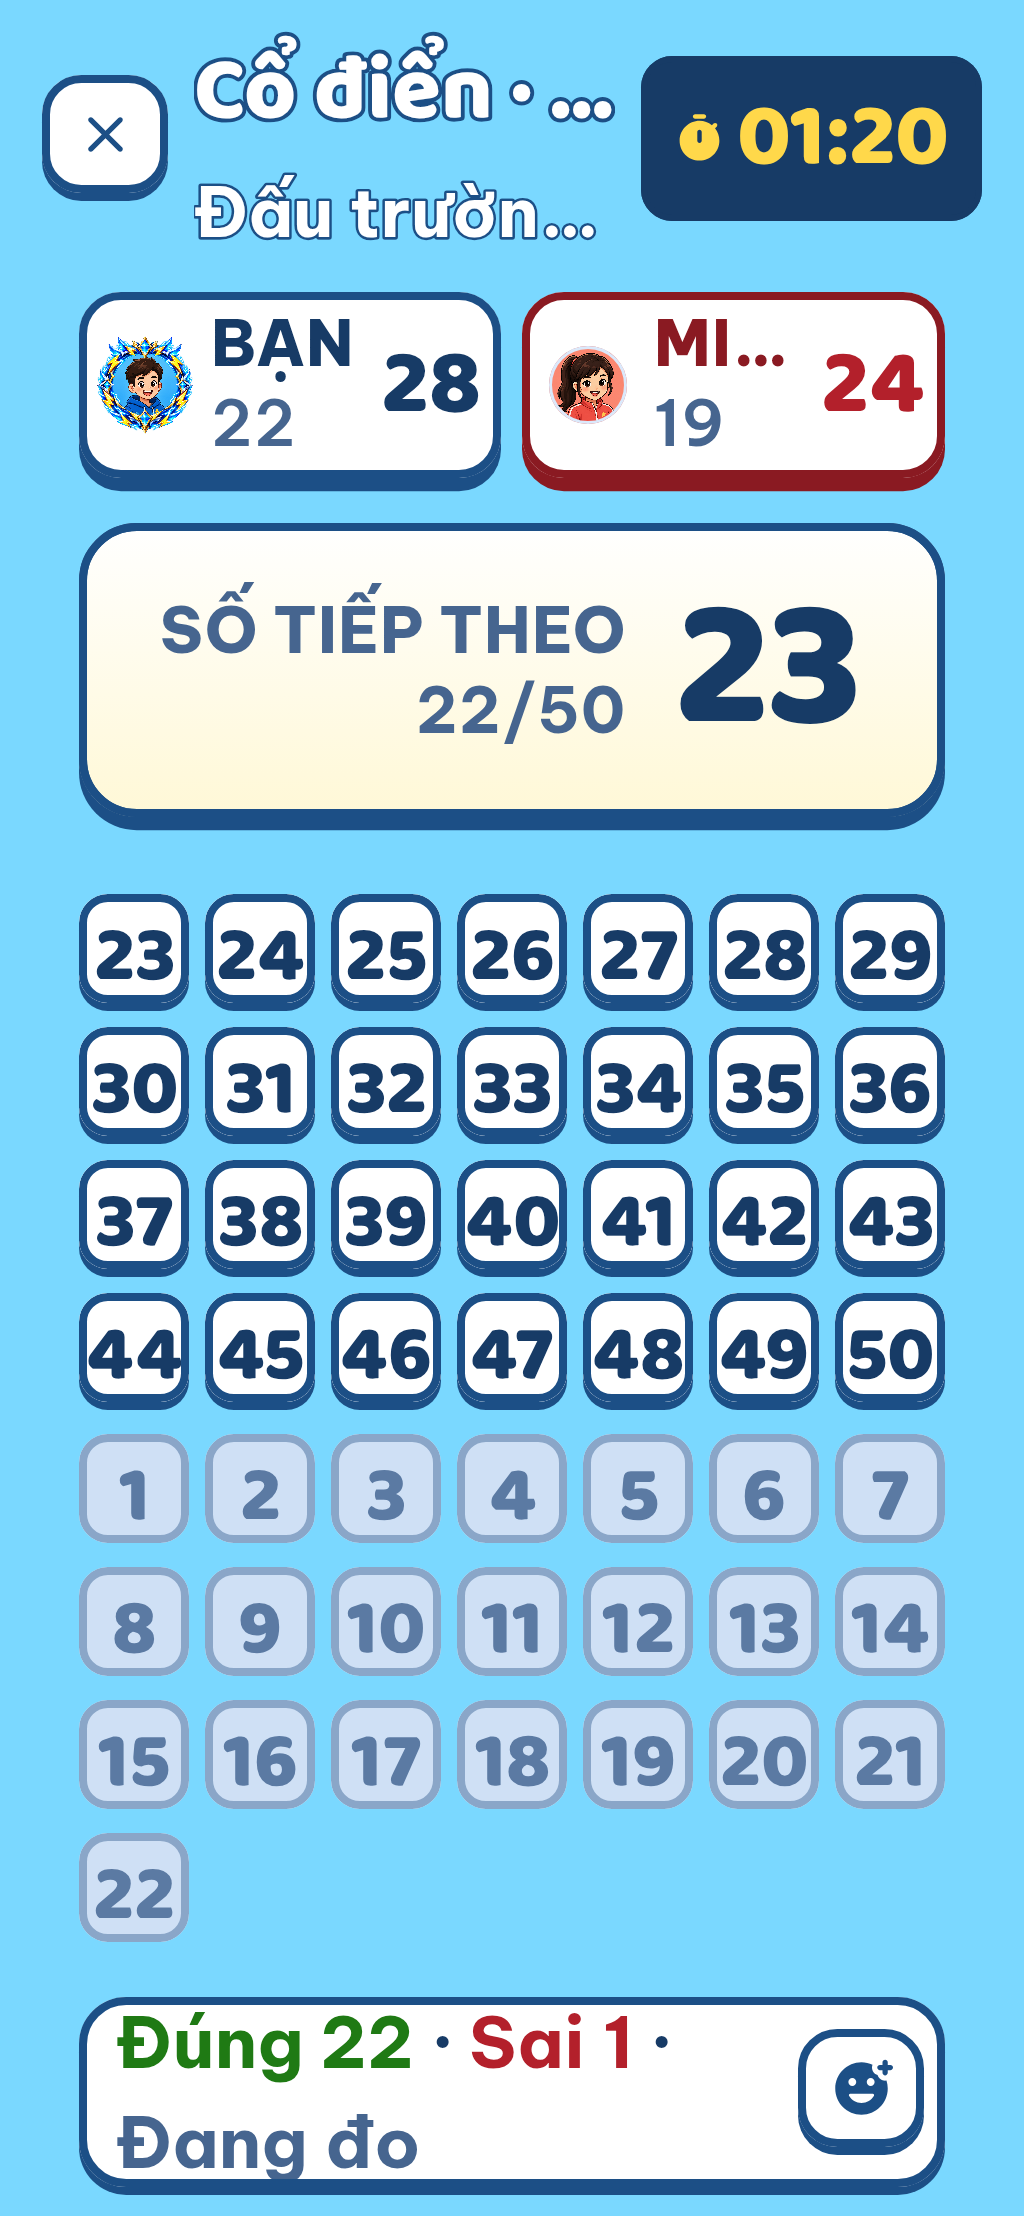 Cổ điển · ...
Đấu trườn...
01:20
BẠN
22
28
MI...
19
24
SỐ TIẾP THEO
22/50
23
23 24 25 26 27 28 29
30 31 32 33 34 35 36
37 38 39 40 41 42 43
44 45 46 47 48 49 50
1 2 3 4 5 6 7
8 9 10 11 12 13 14
15 16 17 18 19 20 21
22
Đúng 22 · Sai 1 ·
Đang đo